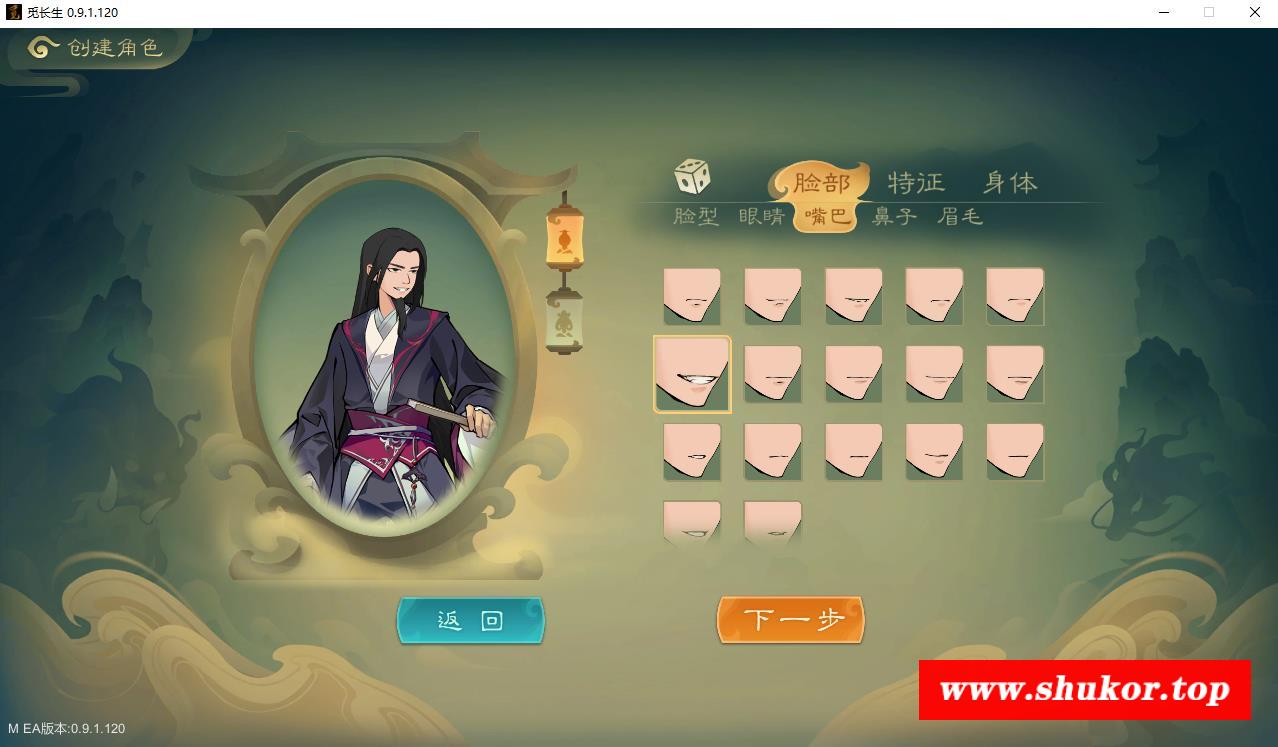 觅长生 0.9.1.120
创建角色
脸部 特征 身体
脸型 眼睛 嘴巴 鼻子 眉毛
返 回
下一步
www.shukor.top
M EA版本:0.9.1.120